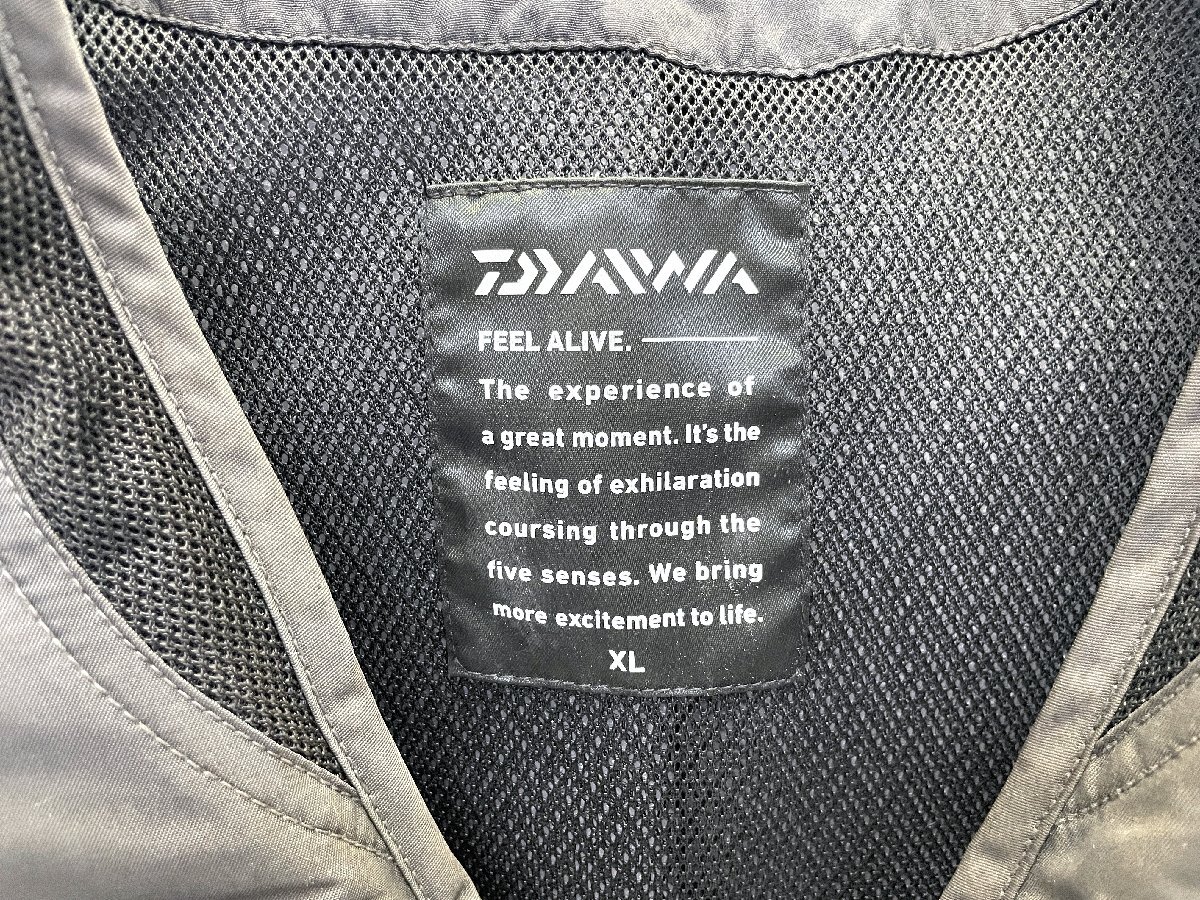 DAIWA
FEEL ALIVE.
The experience of
a great moment. It's the
feeling of exhilaration
coursing through the
five senses. We bring
more excitement to life.
XL